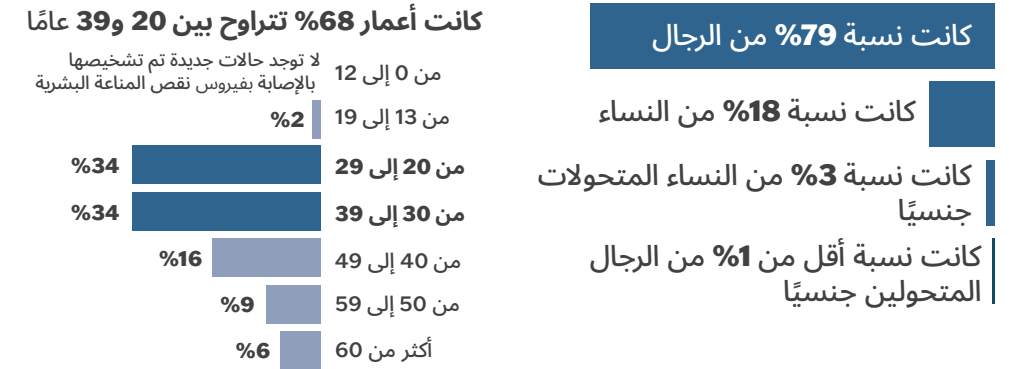 كانت نسبة 79% من الرجال
كانت نسبة 18% من النساء
كانت نسبة 3% من النساء المتحولات
جنسيًا
كانت نسبة أقل من 1% من الرجال
المتحولين جنسيًا
كانت أعمار 68% تتراوح بين 20 و39 عامًا
من 0 إلى 12
لا توجد حالات جديدة تم تشخيصها
بالإصابة بفيروس نقص المناعة البشرية
من 13 إلى 19 2%
من 20 إلى 29 34%
من 30 إلى 39 34%
من 40 إلى 49 16%
من 50 إلى 59 9%
أكثر من 60 6%